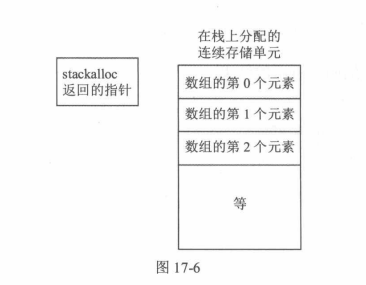 在栈上分配的
连续存储单元
stackalloc
返回的指针
数组的第 0 个元素
数组的第 1 个元素
数组的第 2 个元素
等
图 17-6